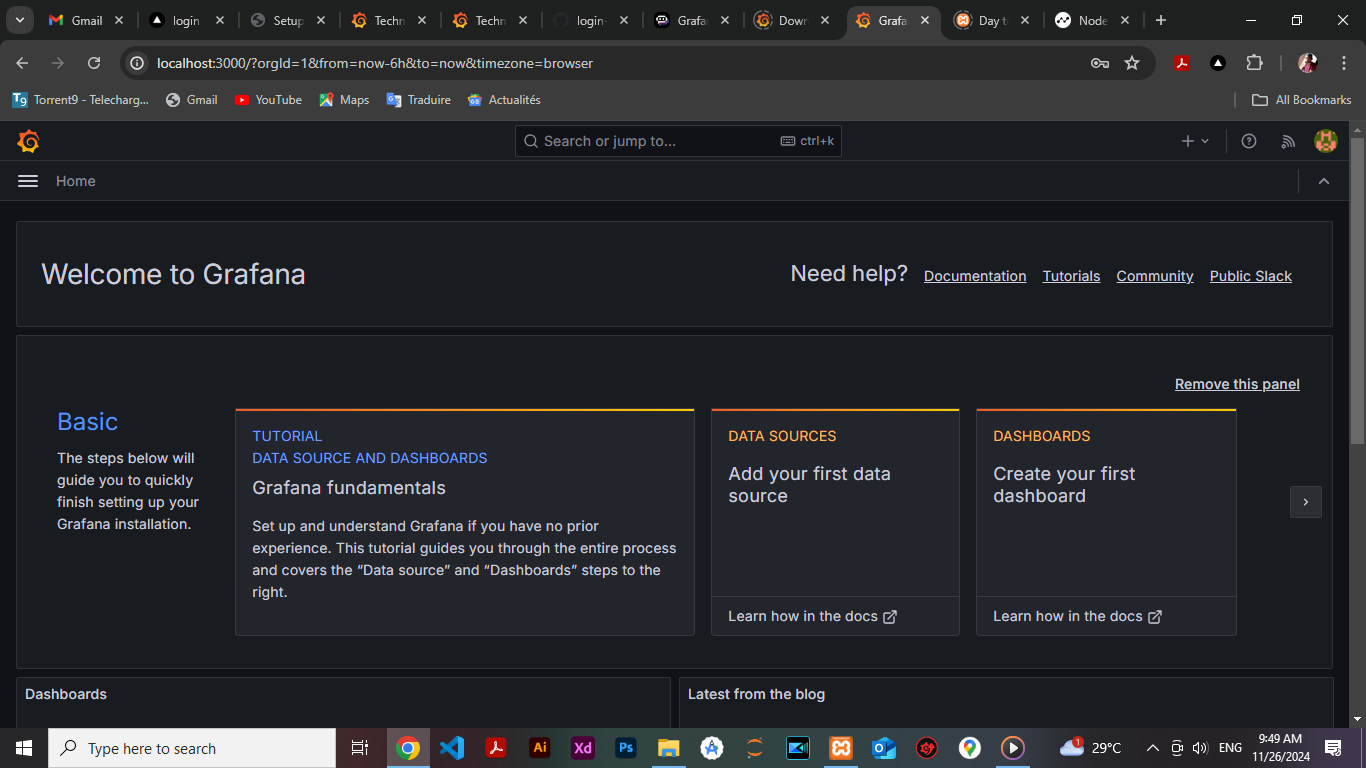 Gmail
login
Setup
Techn
Techn
login-
Grafa
Down
Grafa
Day t
Node
localhost:3000/?orgId=1&from=now-6h&to=now&timezone=browser
T9 Torrent9 - Telecharg...
Gmail
YouTube
Maps
Traduire
Actualités
All Bookmarks
Search or jump to...
ctrl+k
Home
Welcome to Grafana
Need help?
Documentation
Tutorials
Community
Public Slack
Remove this panel
Basic
The steps below will
guide you to quickly
finish setting up your
Grafana installation.
TUTORIAL
DATA SOURCE AND DASHBOARDS
Grafana fundamentals
Set up and understand Grafana if you have no prior
experience. This tutorial guides you through the entire process
and covers the “Data source” and “Dashboards” steps to the
right.
DATA SOURCES
Add your first data
source
Learn how in the docs
DASHBOARDS
Create your first
dashboard
Learn how in the docs
Dashboards
Latest from the blog
Type here to search
Ai
Xd
Ps
1
29°C
ENG
9:49 AM
11/26/2024